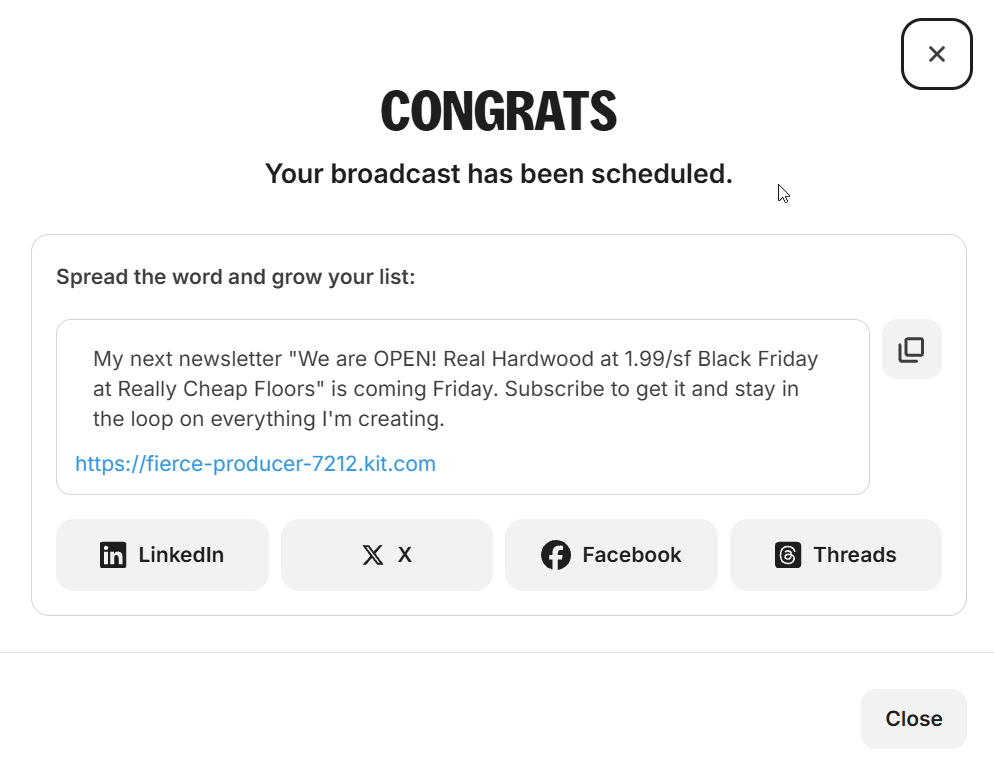 CONGRATS
Your broadcast has been scheduled.
Spread the word and grow your list:
My next newsletter "We are OPEN! Real Hardwood at 1.99/sf Black Friday
at Really Cheap Floors" is coming Friday. Subscribe to get it and stay in
the loop on everything I'm creating.
https://fierce-producer-7212.kit.com
LinkedIn
X
Facebook
Threads
Close